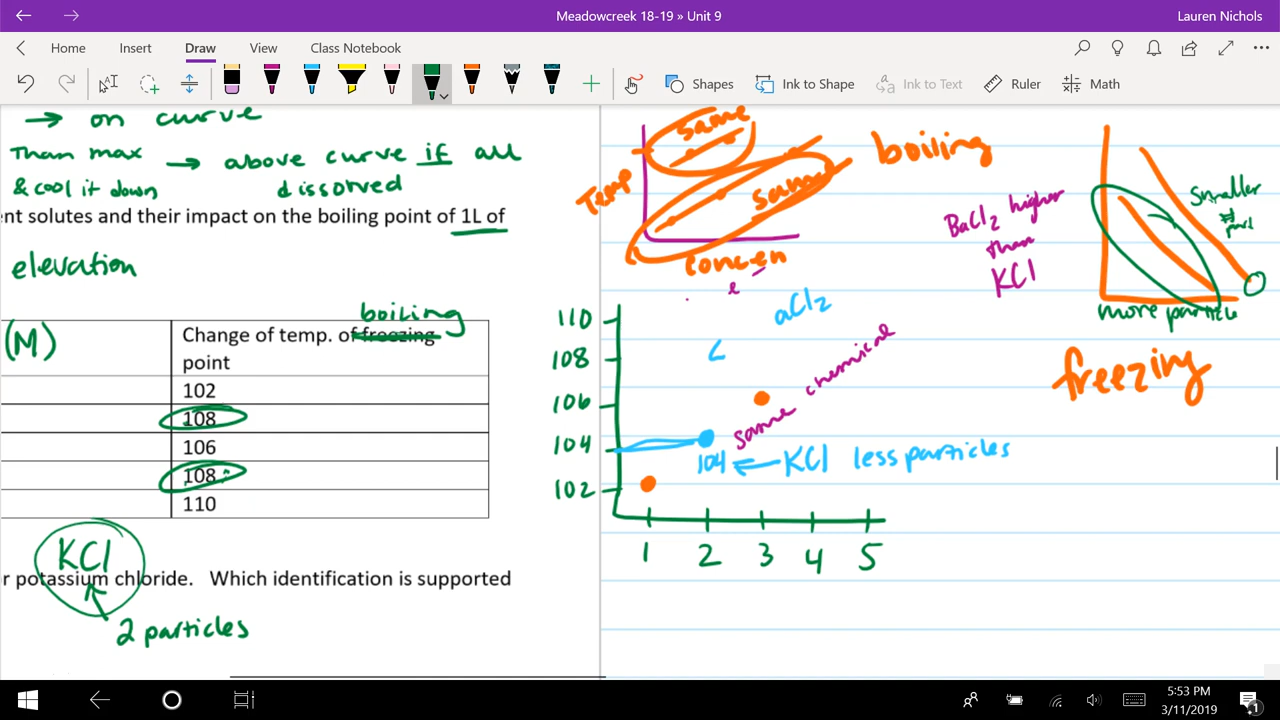 Meadowcreek 18-19 » Unit 9
Lauren Nichols
Home Insert Draw View Class Notebook
Shapes Ink to Shape Ink to Text Ruler Math
→ on curve
Than max → above curve if all
& cool it down dissolved
ent solutes and their impact on the boiling point of 1L of
elevation
(M)
boiling
Change of temp. of freezing
point
102
108
106
108
110
KCl
r potassium chloride. Which identification is supported
2 particles
same
Temp
same
concen
e
boiling
BaCl2 higher
than
KCl
smaller
# part
more particle
freezing
110
108
106
104
102
aCl2
<
same chemical
104 ← KCl less particles
1 2 3 4 5
5:53 PM
3/11/2019